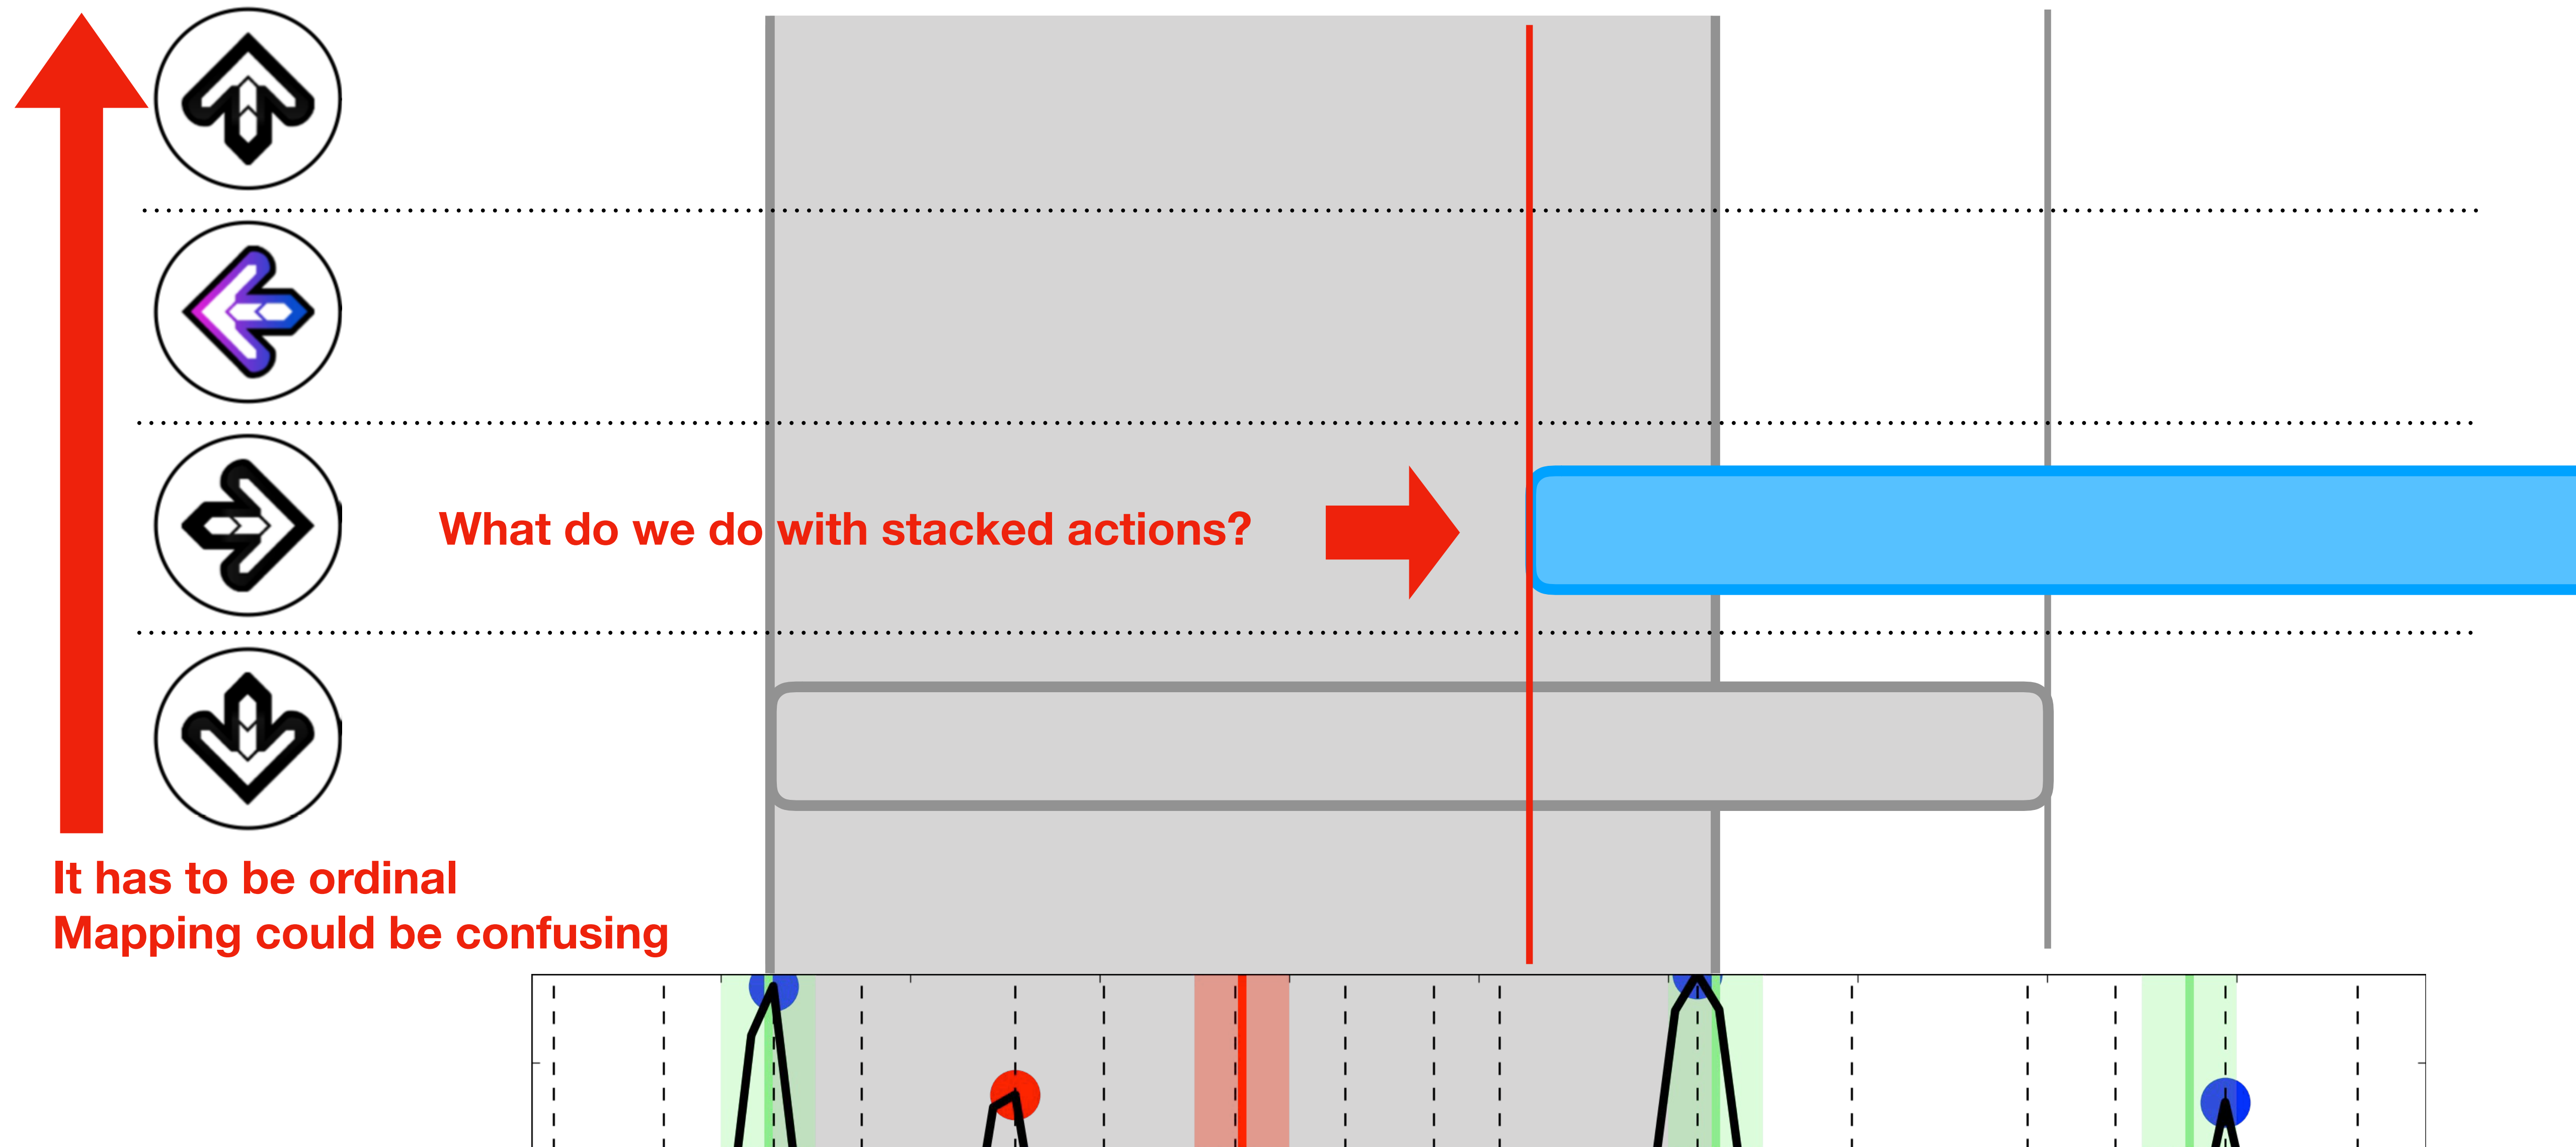 What do we do with stacked actions?
It has to be ordinal
Mapping could be confusing